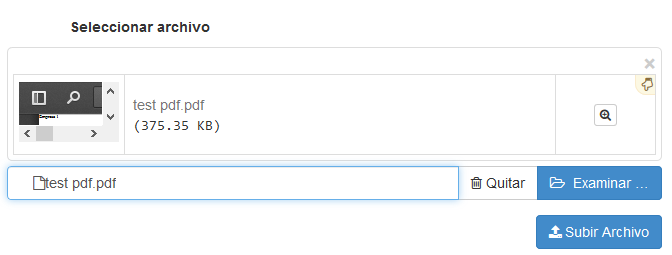 Seleccionar archivo
×
test pdf.pdf
(375.35 KB)
test pdf.pdf
Quitar
Examinar ...
Subir Archivo